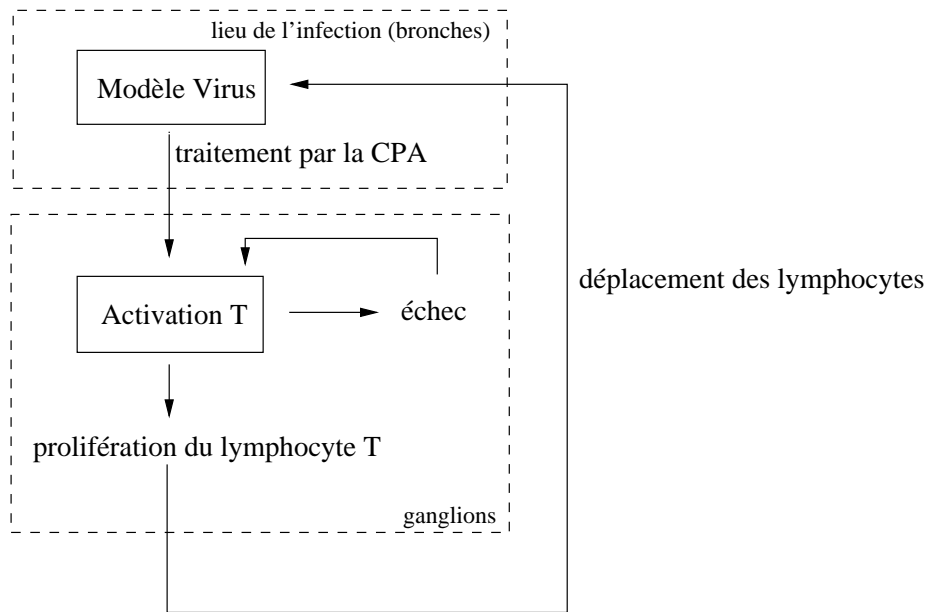 lieu de l'infection (bronches)
Modèle Virus
traitement par la CPA
déplacement des lymphocytes
Activation T
échec
prolifération du lymphocyte T
ganglions